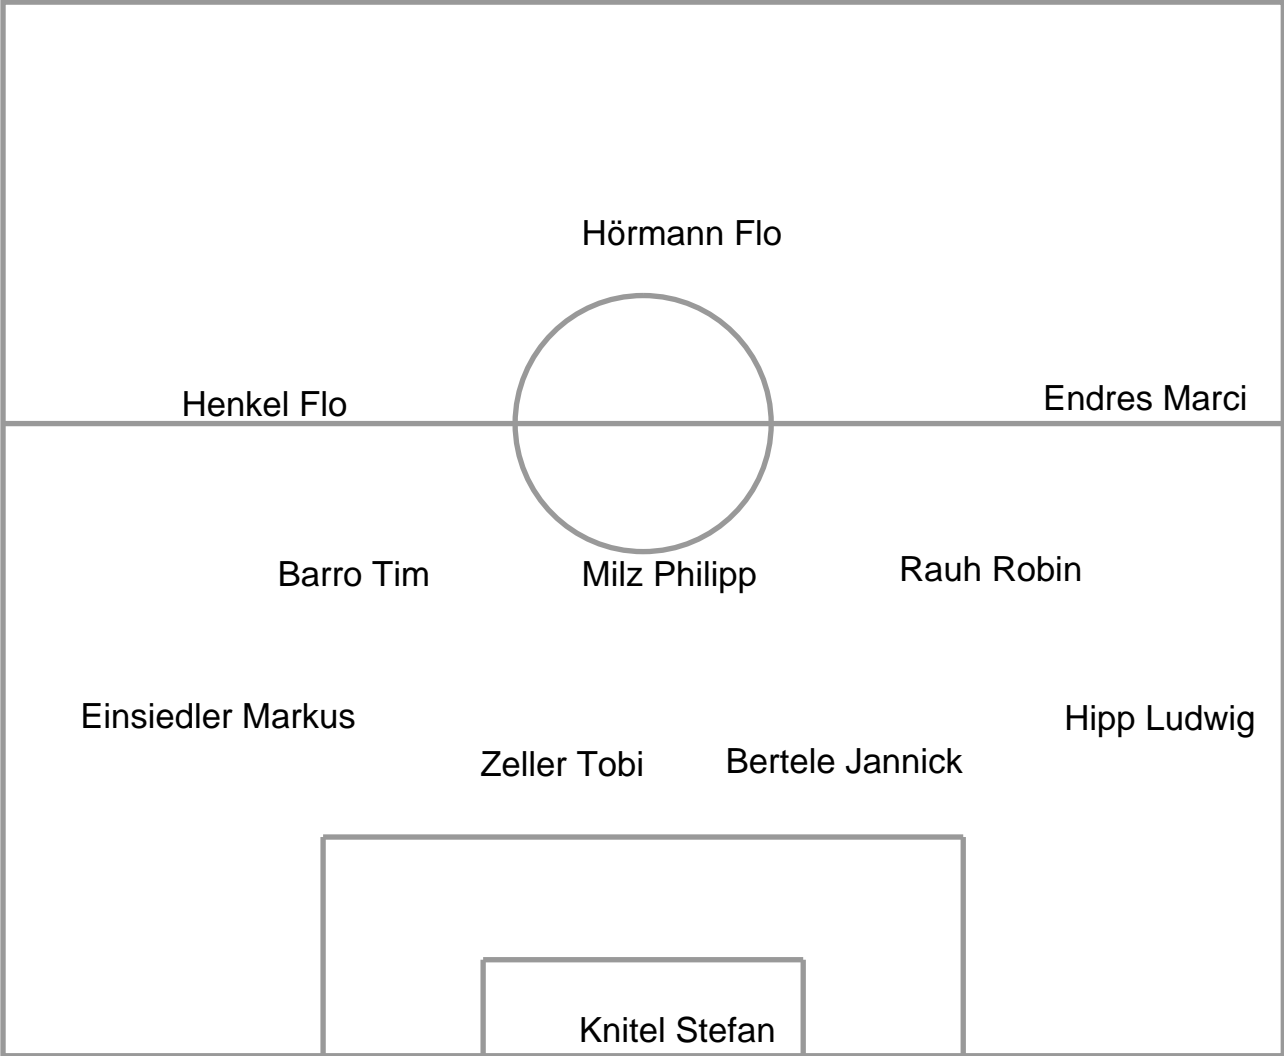 Hörmann Flo
Henkel Flo
Endres Marci
Barro Tim
Milz Philipp
Rauh Robin
Einsiedler Markus
Hipp Ludwig
Zeller Tobi
Bertele Jannick
Knitel Stefan